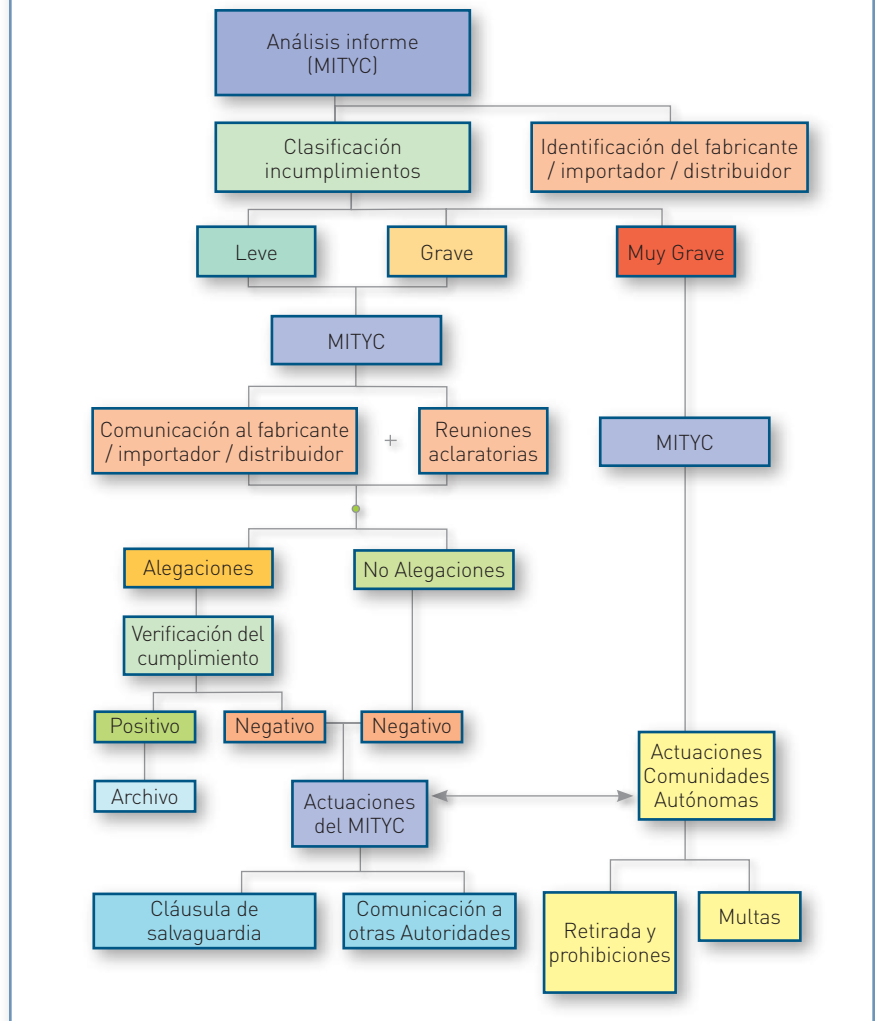 Análisis informe
(MITYC)
Clasificación
incumplimientos
Identificación del fabricante
/ importador / distribuidor
Leve
Grave
Muy Grave
MITYC
Comunicación al fabricante
/ importador / distribuidor
+
Reuniones
aclaratorias
MITYC
Alegaciones
No Alegaciones
Verificación del
cumplimiento
Positivo
Negativo
Negativo
Archivo
Actuaciones
del MITYC
Actuaciones
Comunidades
Autónomas
Cláusula de
salvaguardia
Comunicación a
otras Autoridades
Retirada y
prohibiciones
Multas